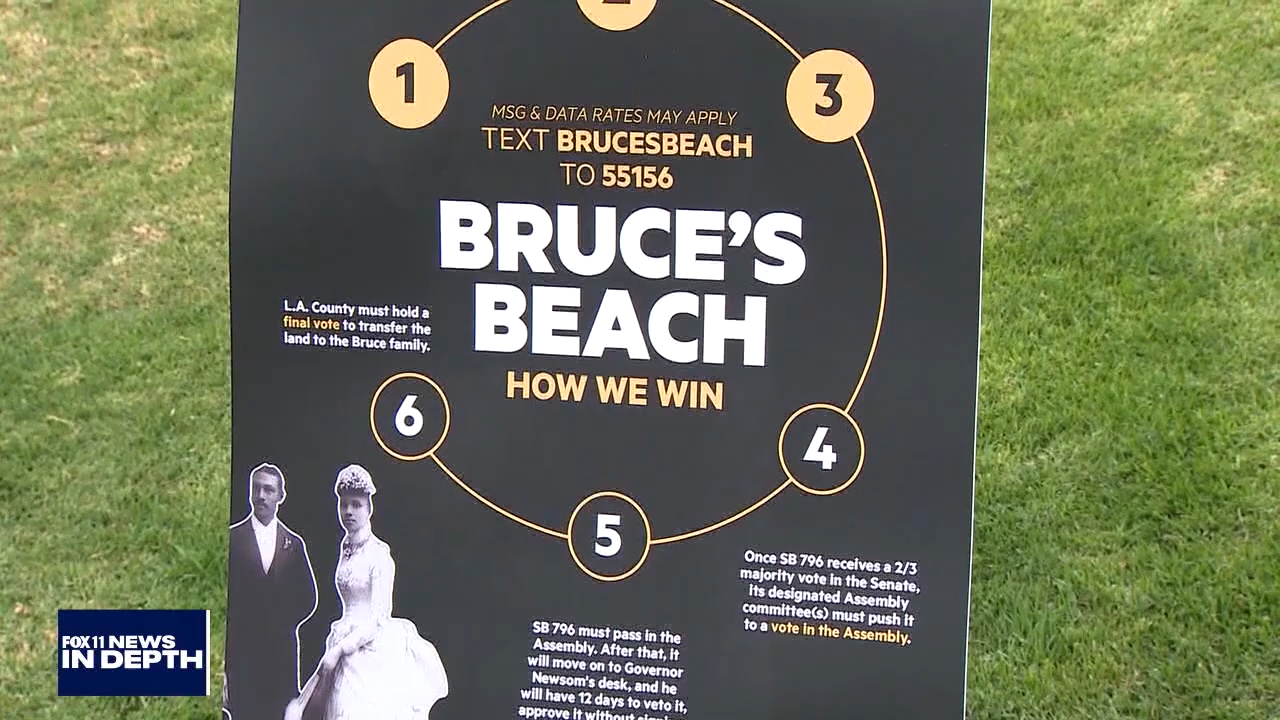 2
1
3
MSG & DATA RATES MAY APPLY
TEXT BRUCESBEACH
TO 55156
BRUCE'S
BEACH
HOW WE WIN
L.A. County must hold a
final vote to transfer the
land to the Bruce family.
6
4
5
Once SB 796 receives a 2/3
majority vote in the Senate,
its designated Assembly
committee(s) must push it
to a vote in the Assembly.
SB 796 must pass in the
Assembly. After that, it
will move on to Governor
Newsom's desk, and he
will have 12 days to veto it,
approve it without
FOX 11 NEWS
IN DEPTH